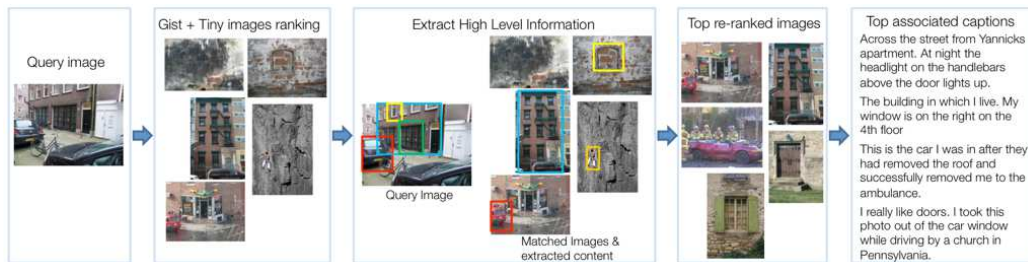 Query image
Gist + Tiny images ranking
Extract High Level Information
Query Image
Matched Images &
extracted content
Top re-ranked images
Top associated captions
Across the street from Yannicks
apartment. At night the
headlight on the handlebars
above the door lights up.
The building in which I live. My
window is on the right on the
4th floor
This is the car I was in after they
had removed the roof and
successfully removed me to the
ambulance.
I really like doors. I took this
photo out of the car window
while driving by a church in
Pennsylvania.